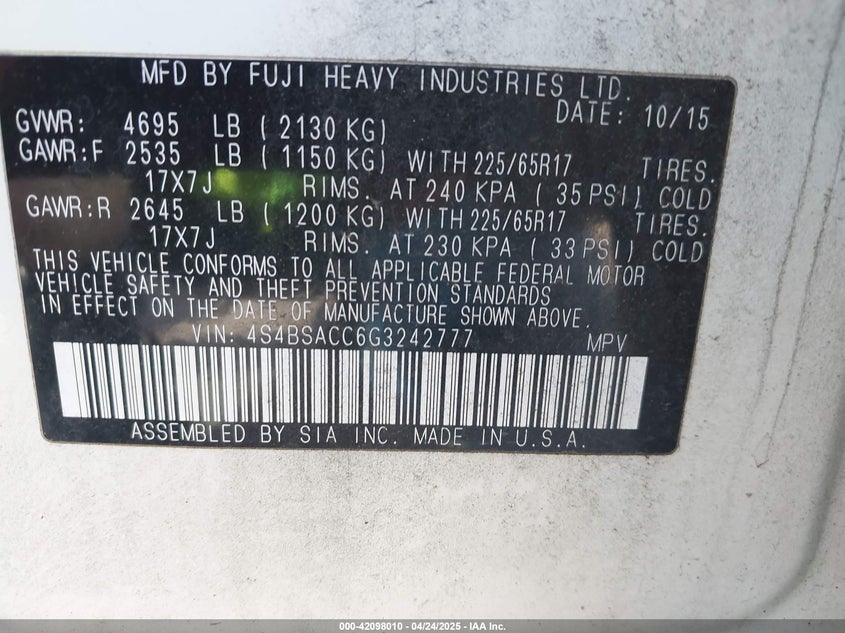 MFD BY FUJI HEAVY INDUSTRIES LTD.
DATE: 10/15
GVWR: 4695 LB ( 2130 KG)
GAWR:F 2535 LB ( 1150 KG) WITH 225/65R17 TIRES.
17X7J RIMS. AT 240 KPA ( 35 PSI) COLD
GAWR:R 2645 LB ( 1200 KG) WITH 225/65R17 TIRES.
17X7J RIMS. AT 230 KPA ( 33 PSI) COLD
THIS VEHICLE CONFORMS TO ALL APPLICABLE FEDERAL MOTOR
VEHICLE SAFETY AND THEFT PREVENTION STANDARDS
IN EFFECT ON THE DATE OF MANUFACTURE SHOWN ABOVE.
VIN: 4S4BSACC6G3242777 MPV
ASSEMBLED BY SIA INC. MADE IN U.S.A.
000-42098010 - 04/24/2025 - IAA Inc.